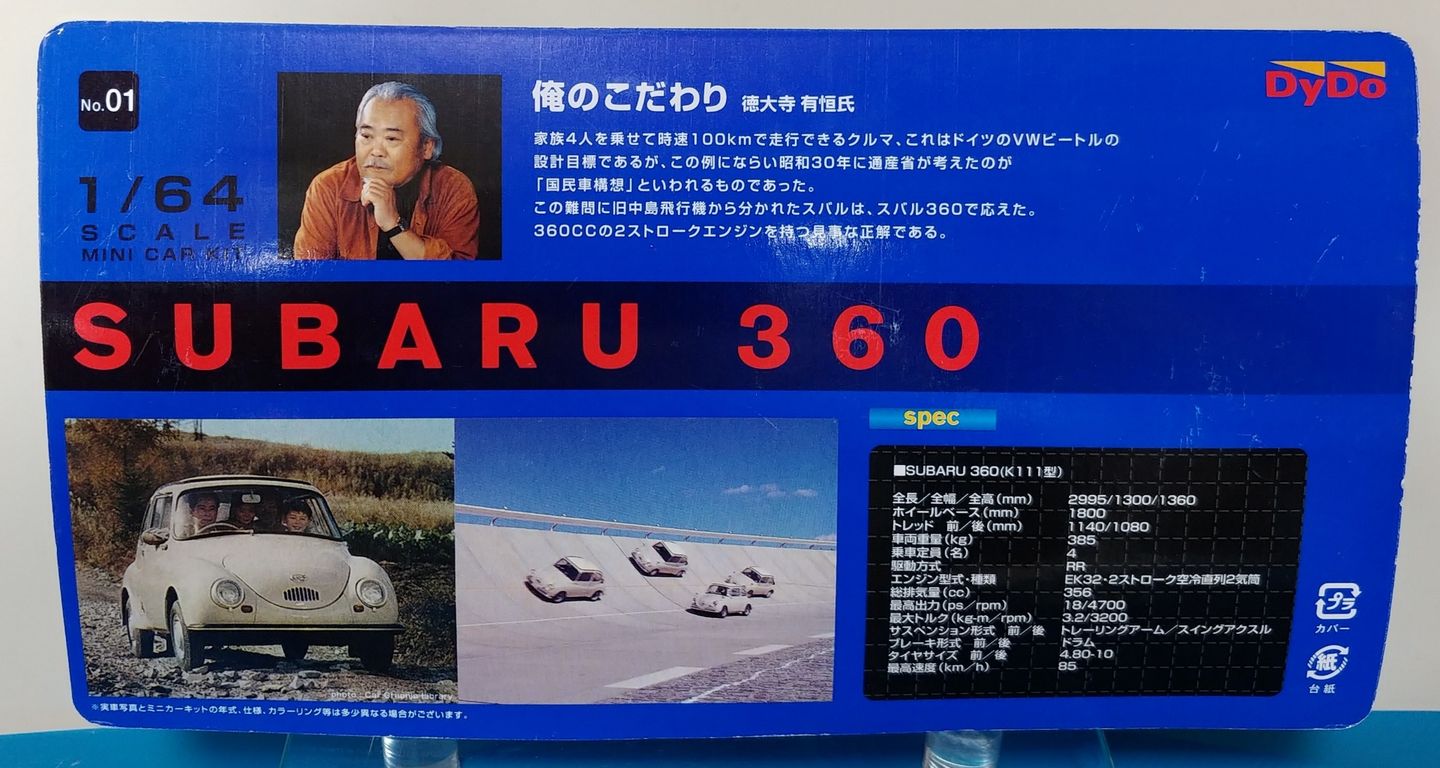 No.01
1/64
SCALE
MINI CAR KIT
俺のこだわり 徳大寺 有恒氏
家族4人を乗せて時速100kmで走行できるクルマ、これはドイツのVWビートルの
設計目標であるが、この例にならい昭和30年に通産省が考えたのが
「国民車構想」といわれるものであった。
この難問に旧中島飛行機から分かれたスバルは、スバル360で応えた。
360CCの2ストロークエンジンを持つ見事な正解である。
DyDo
SUBARU 360
photo : Car Graphic Library
※実車写真とミニカーキットの年式、仕様、カラーリング等は多少異なる場合がございます。
spec
■SUBARU 360(K111型)
全長/全幅/全高(mm) 2995/1300/1360
ホイールベース(mm) 1800
トレッド 前/後(mm) 1140/1080
車両重量(kg) 385
乗車定員(名) 4
駆動方式 RR
エンジン型式・種類 EK32・2ストローク空冷直列2気筒
総排気量(cc) 356
最高出力(ps/rpm) 18/4700
最大トルク(kg-m/rpm) 3.2/3200
サスペンション形式 前/後 トレーリングアーム/スイングアクスル
ブレーキ形式 前/後 ドラム
タイヤサイズ 前/後 4.80-10
最高速度(km/h) 85
プラ
カバー
紙
台紙